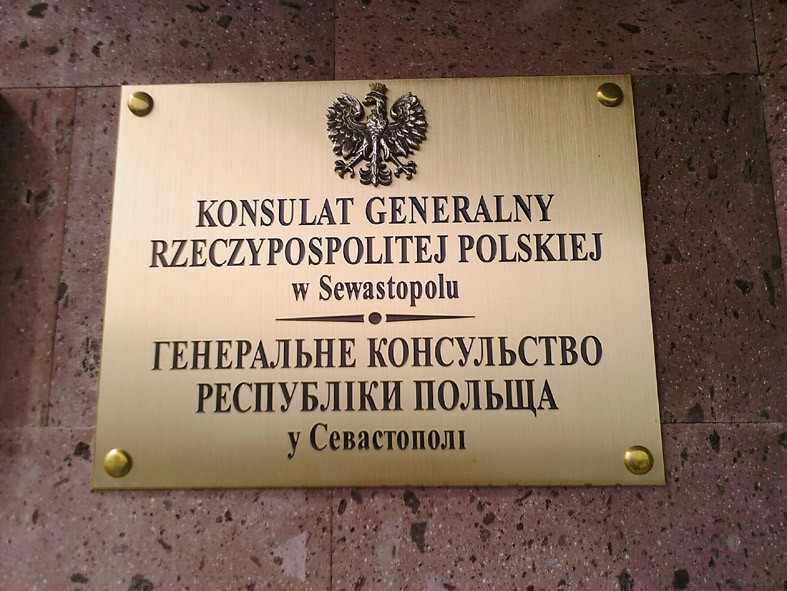 KONSULAT GENERALNY
RZECZYPOSPOLITEJ POLSKIEJ
w Sewastopolu
ГЕНЕРАЛЬНЕ КОНСУЛЬСТВО
РЕСПУБЛІКИ ПОЛЬЩА
у Севастополі